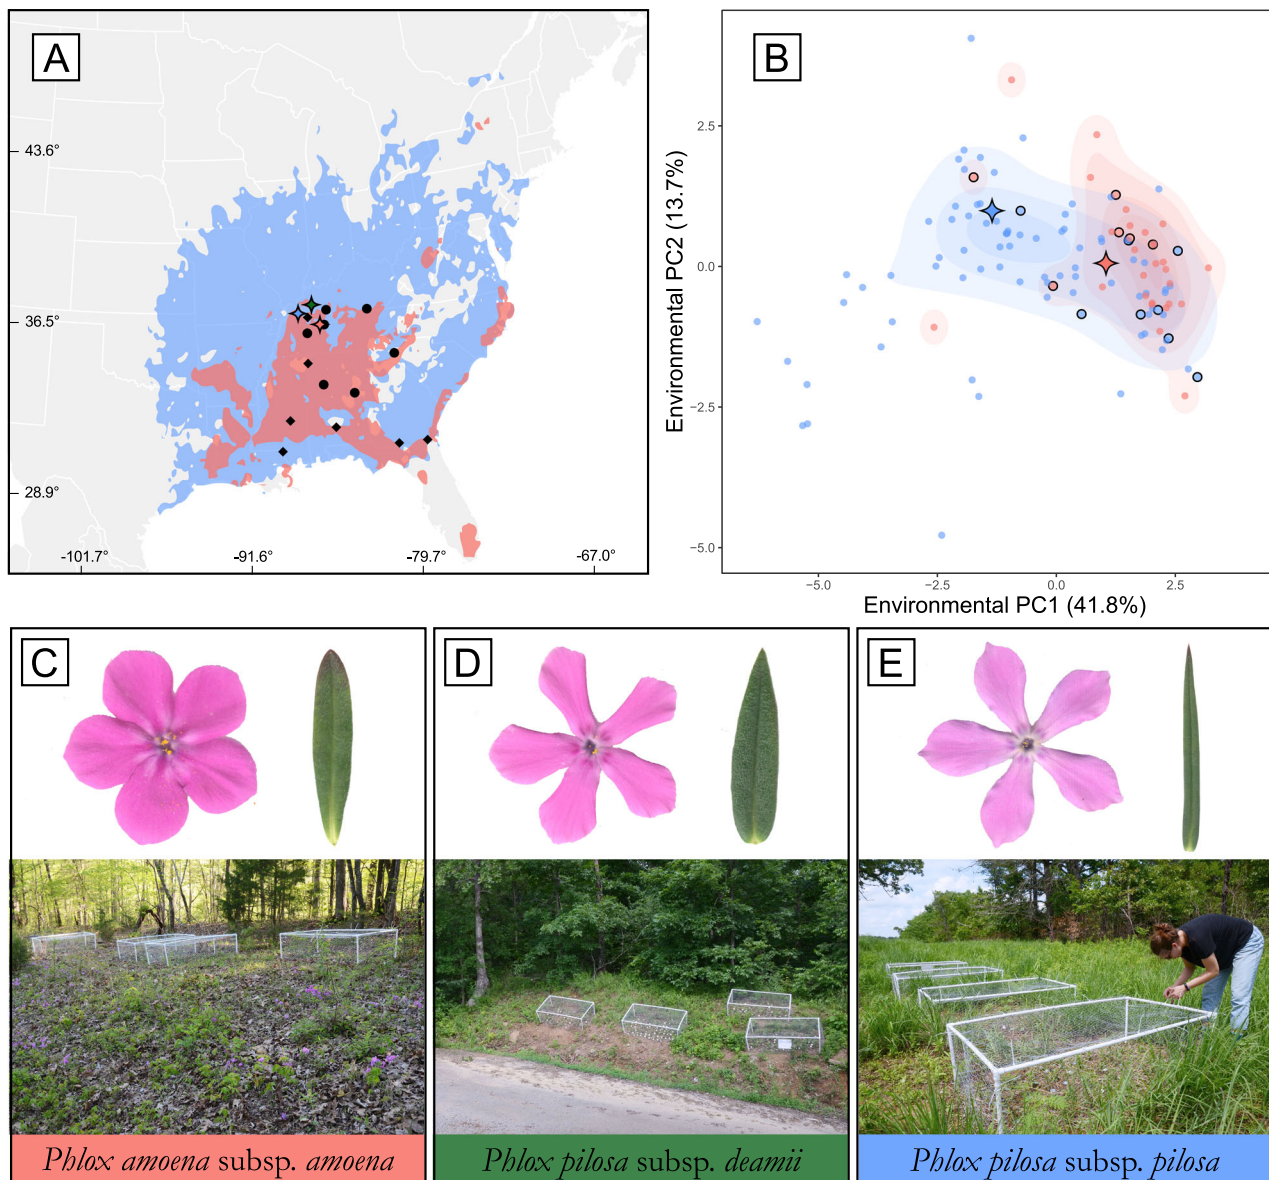 A
43.6°
36.5°
28.9°
-101.7°
-91.6°
-79.7°
-67.0°
B
Environmental PC2 (13.7%)
2.5
0.0
−2.5
−5.0
−5.0
−2.5
0.0
2.5
Environmental PC1 (41.8%)
C
D
E
Phlox amoena subsp. amoena
Phlox pilosa subsp. deamii
Phlox pilosa subsp. pilosa